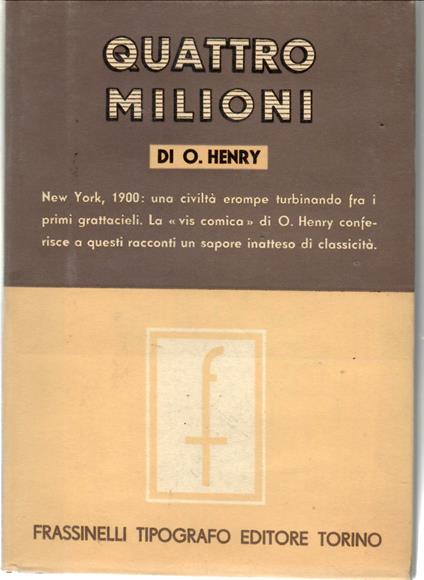 QUATTRO
MILIONI
DI O. HENRY
New York, 1900: una civiltà erompe turbinando fra i
primi grattacieli. La « vis comica » di O. Henry confe-
risce a questi racconti un sapore inatteso di classicità.
f
FRASSINELLI TIPOGRAFO EDITORE TORINO